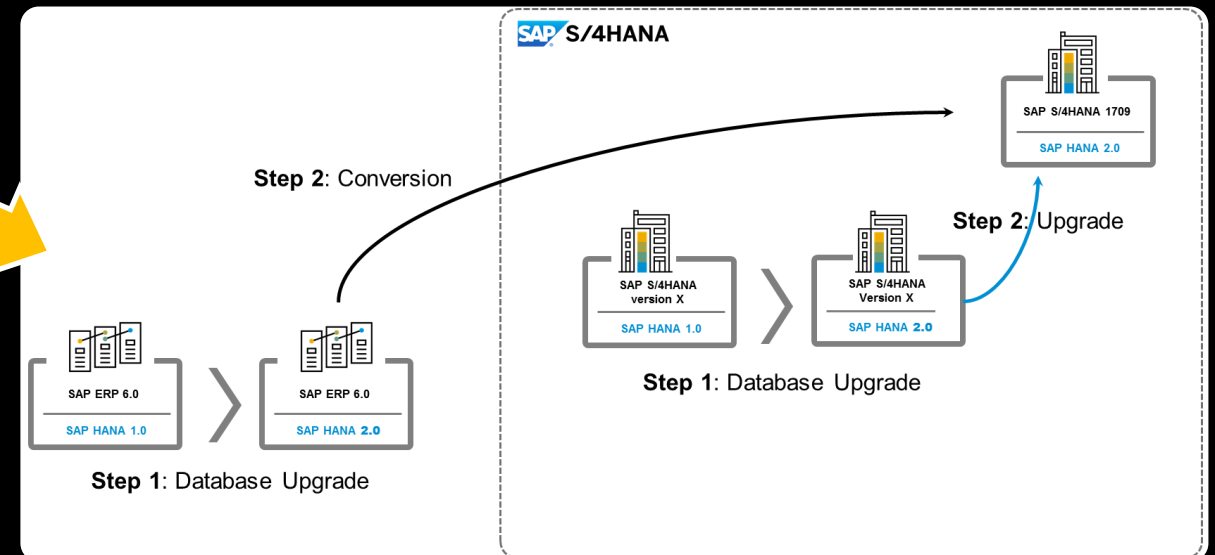 SAP S/4HANA
SAP S/4HANA 1709
SAP HANA 2.0
Step 2: Conversion
Step 2: Upgrade
SAP S/4HANA
version X
SAP HANA 1.0
SAP S/4HANA
Version X
SAP HANA 2.0
Step 1: Database Upgrade
SAP ERP 6.0
SAP HANA 1.0
SAP ERP 6.0
SAP HANA 2.0
Step 1: Database Upgrade